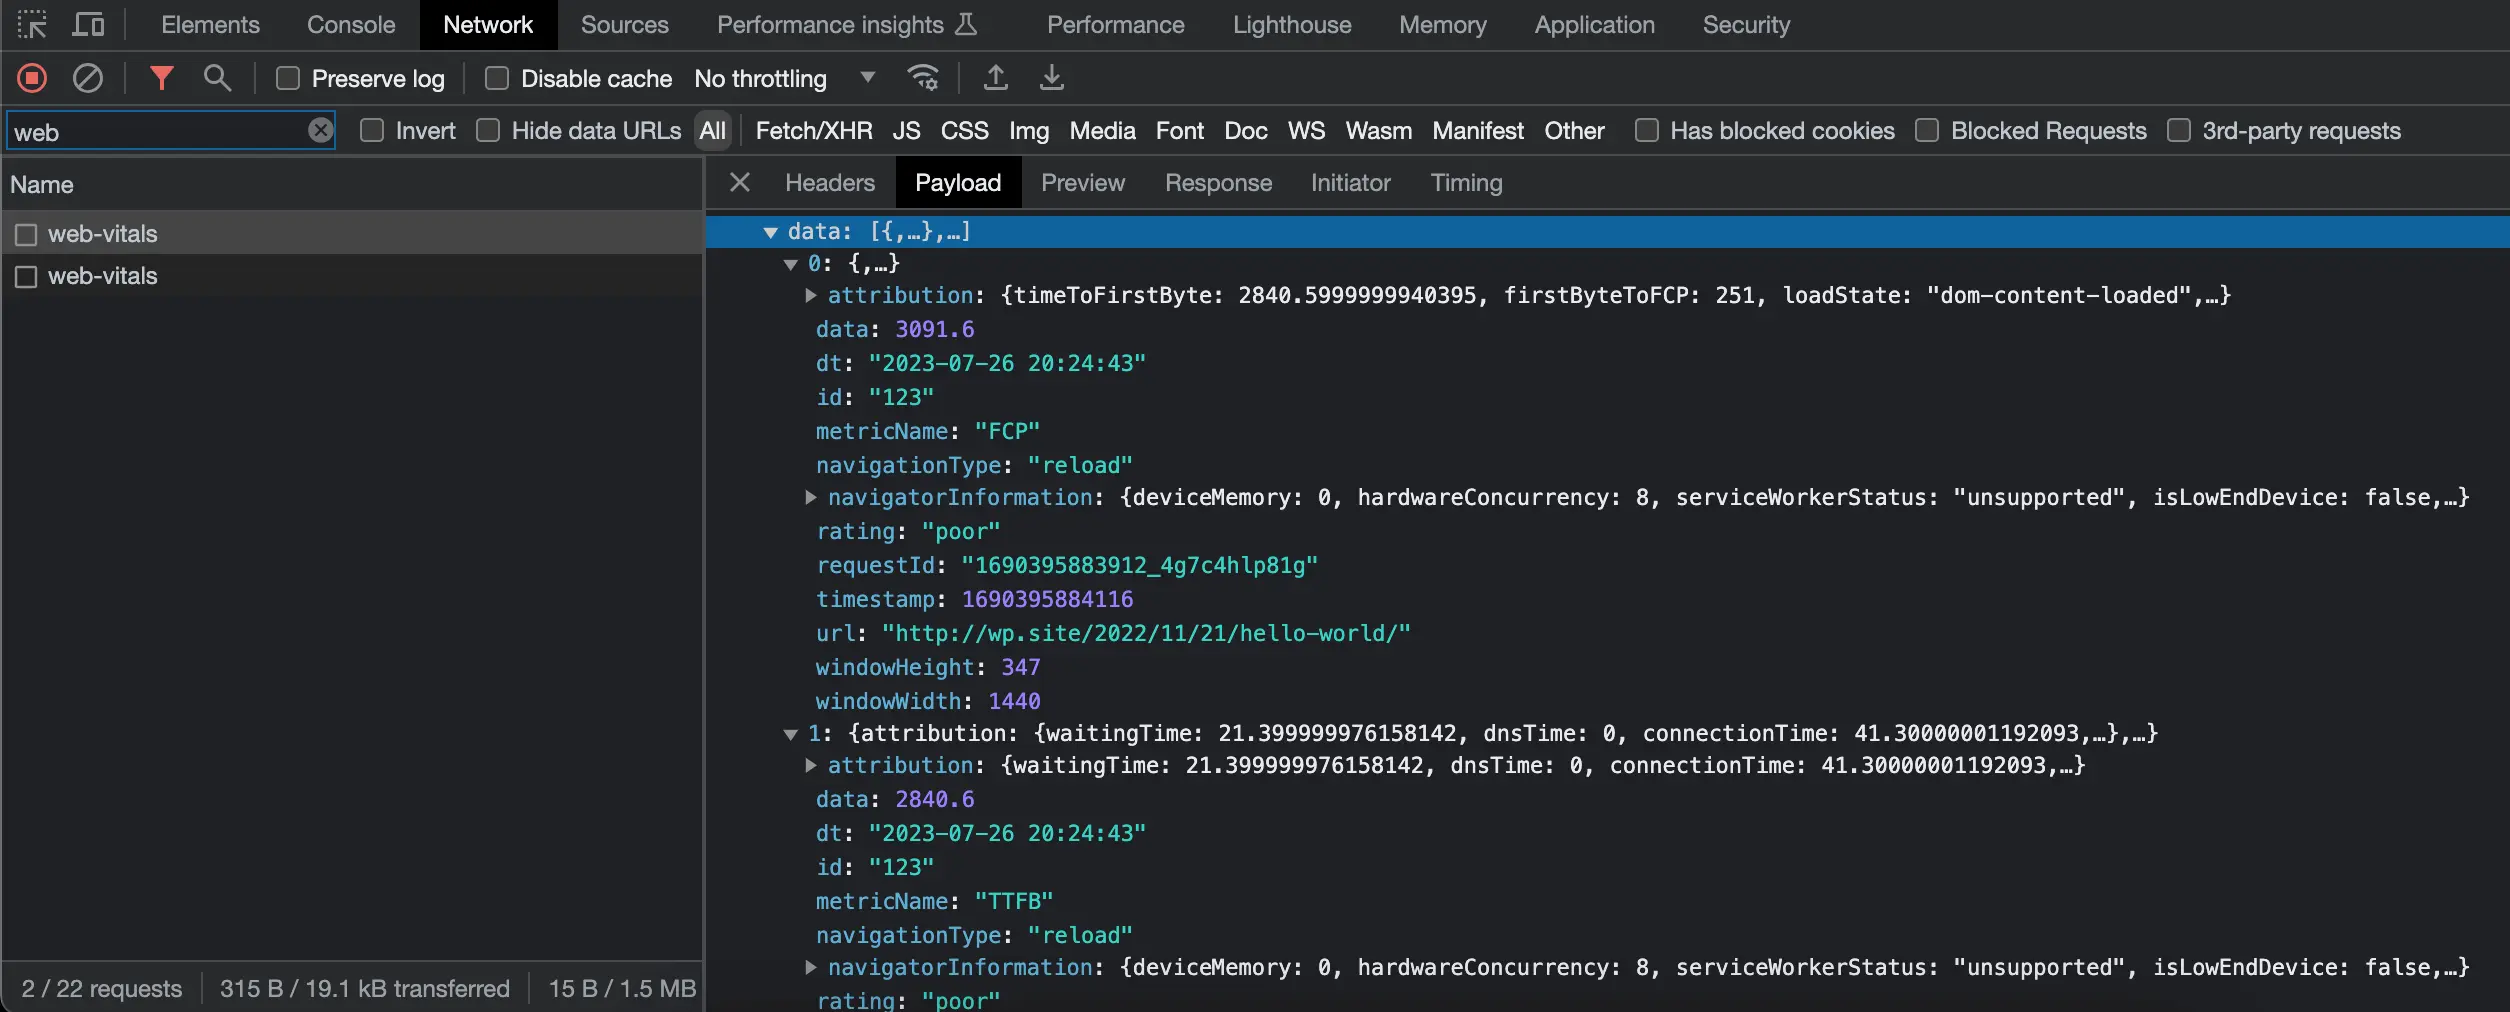 Elements Console Network Sources Performance insights Performance Lighthouse Memory Application Security
Preserve log Disable cache No throttling
web Invert Hide data URLs All Fetch/XHR JS CSS Img Media Font Doc WS Wasm Manifest Other Has blocked cookies Blocked Requests 3rd-party requests
Name
web-vitals
web-vitals
2 / 22 requests 315 B / 19.1 kB transferred 15 B / 1.5 MB
Headers Payload Preview Response Initiator Timing
data: [{,…},…]
0: {,…}
attribution: {timeToFirstByte: 2840.5999999940395, firstByteToFCP: 251, loadState: "dom-content-loaded",…}
data: 3091.6
dt: "2023-07-26 20:24:43"
id: "123"
metricName: "FCP"
navigationType: "reload"
navigatorInformation: {deviceMemory: 0, hardwareConcurrency: 8, serviceWorkerStatus: "unsupported", isLowEndDevice: false,…}
rating: "poor"
requestId: "1690395883912_4g7c4hlp81g"
timestamp: 1690395884116
url: "http://wp.site/2022/11/21/hello-world/"
windowHeight: 347
windowWidth: 1440
1: {attribution: {waitingTime: 21.399999976158142, dnsTime: 0, connectionTime: 41.30000001192093,…},…}
attribution: {waitingTime: 21.399999976158142, dnsTime: 0, connectionTime: 41.30000001192093,…}
data: 2840.6
dt: "2023-07-26 20:24:43"
id: "123"
metricName: "TTFB"
navigationType: "reload"
navigatorInformation: {deviceMemory: 0, hardwareConcurrency: 8, serviceWorkerStatus: "unsupported", isLowEndDevice: false,…}
rating: "poor"